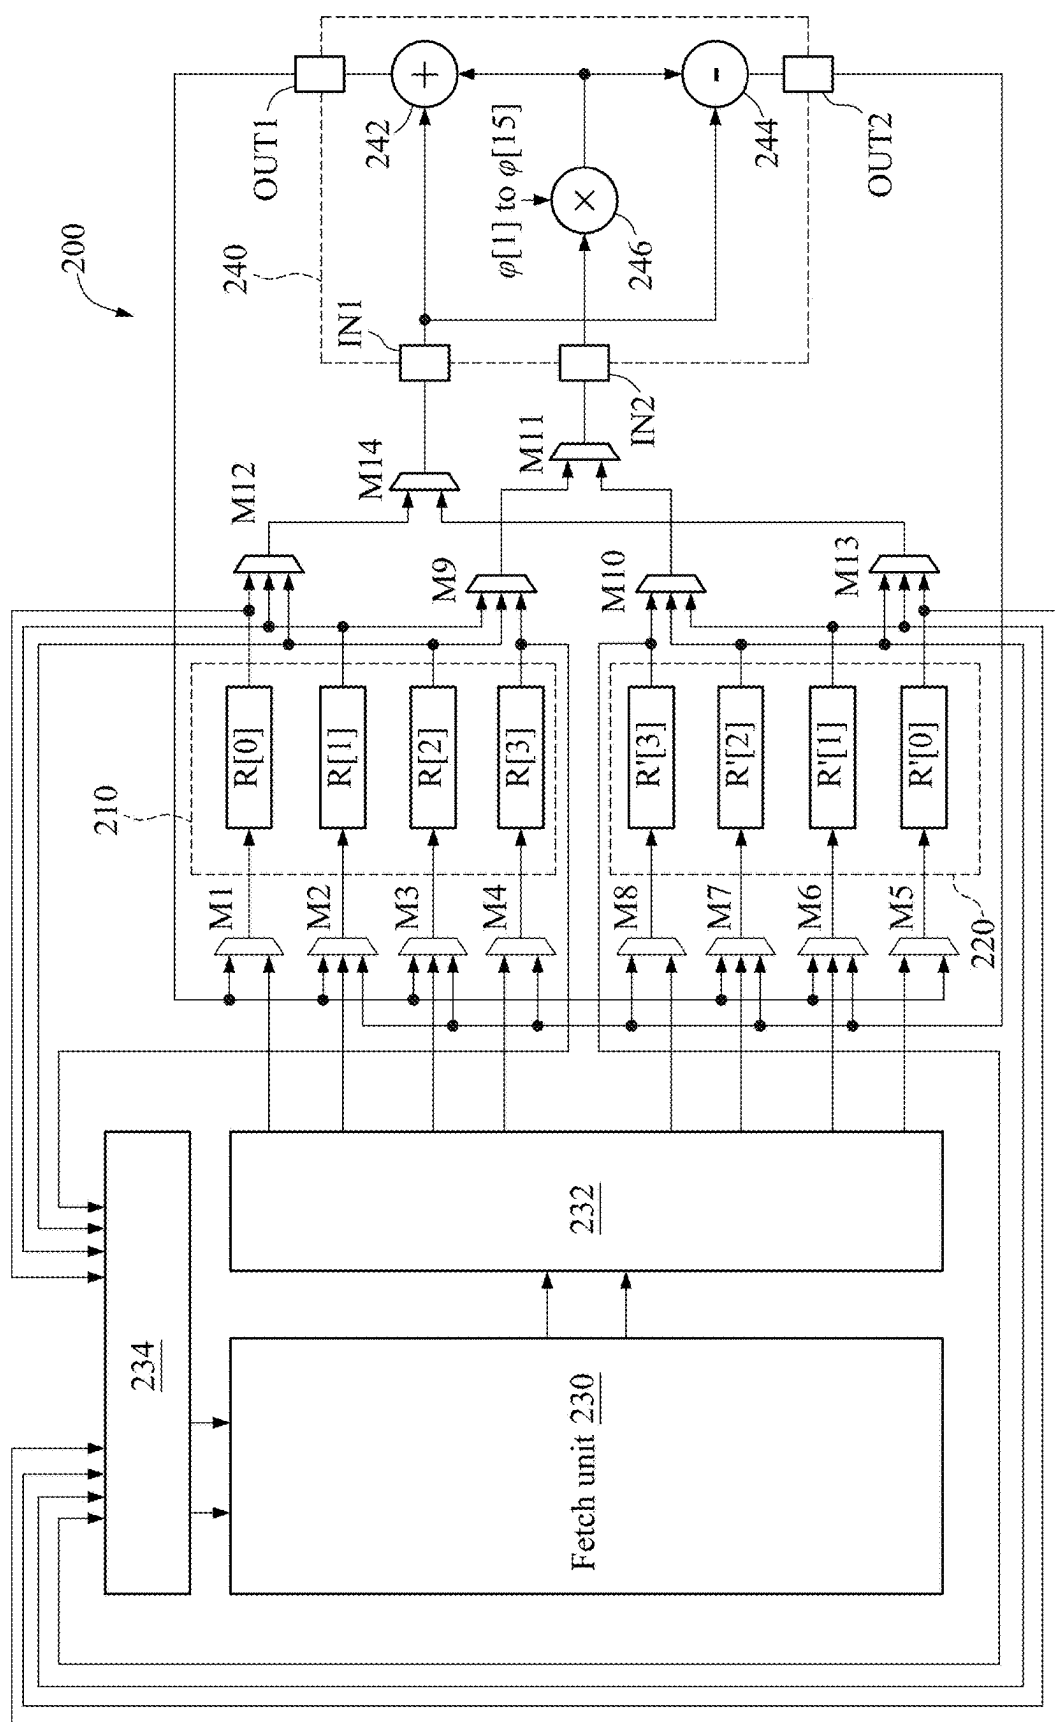 200
OUT1
+
242
φ[1] to φ[15]
×
246
-
244
OUT2
240
IN1
IN2
M14
M11
M12
M9
M10
M13
210
R[0]
R[1]
R[2]
R[3]
R'[3]
R'[2]
R'[1]
R'[0]
220
M1
M2
M3
M4
M8
M7
M6
M5
232
234
Fetch unit 230